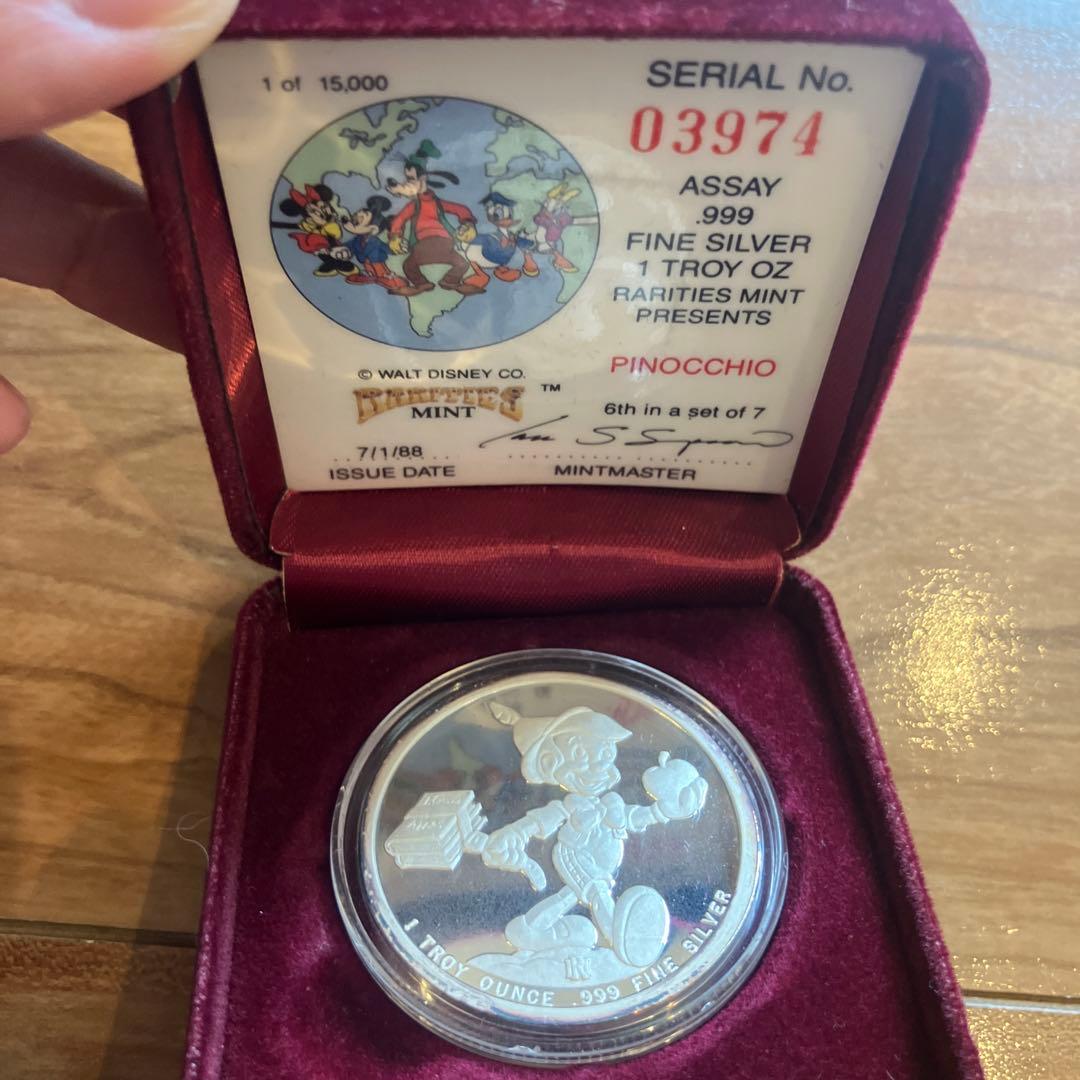 1 of 15,000
SERIAL No.
03974
ASSAY
.999
FINE SILVER
1 TROY OZ
RARITIES MINT
PRESENTS
PINOCCHIO
6th in a set of 7
© WALT DISNEY CO.
RARITIES ™
MINT
7/1/88
ISSUE DATE
MINTMASTER
1 TROY OUNCE .999 FINE SILVER